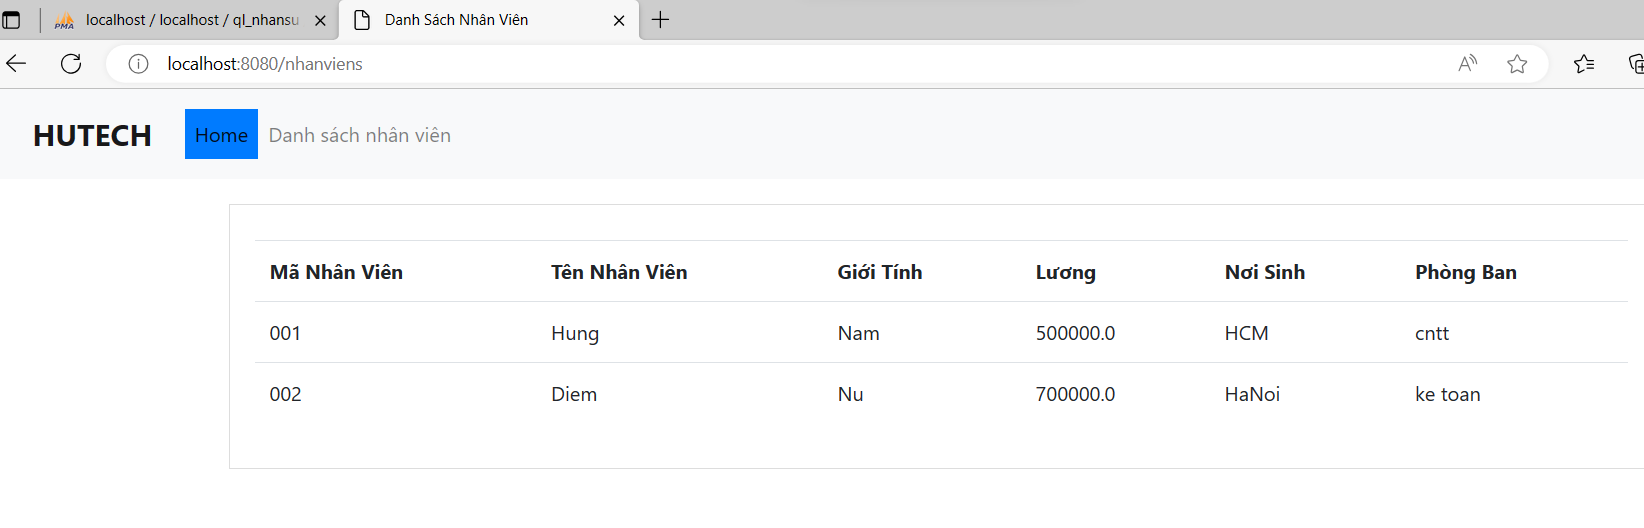 PMA localhost / localhost / ql_nhansu Danh Sách Nhân Viên
localhost:8080/nhanviens
HUTECH Home Danh sách nhân viên
Mã Nhân Viên Tên Nhân Viên Giới Tính Lương Nơi Sinh Phòng Ban
001 Hung Nam 500000.0 HCM cntt
002 Diem Nu 700000.0 HaNoi ke toan